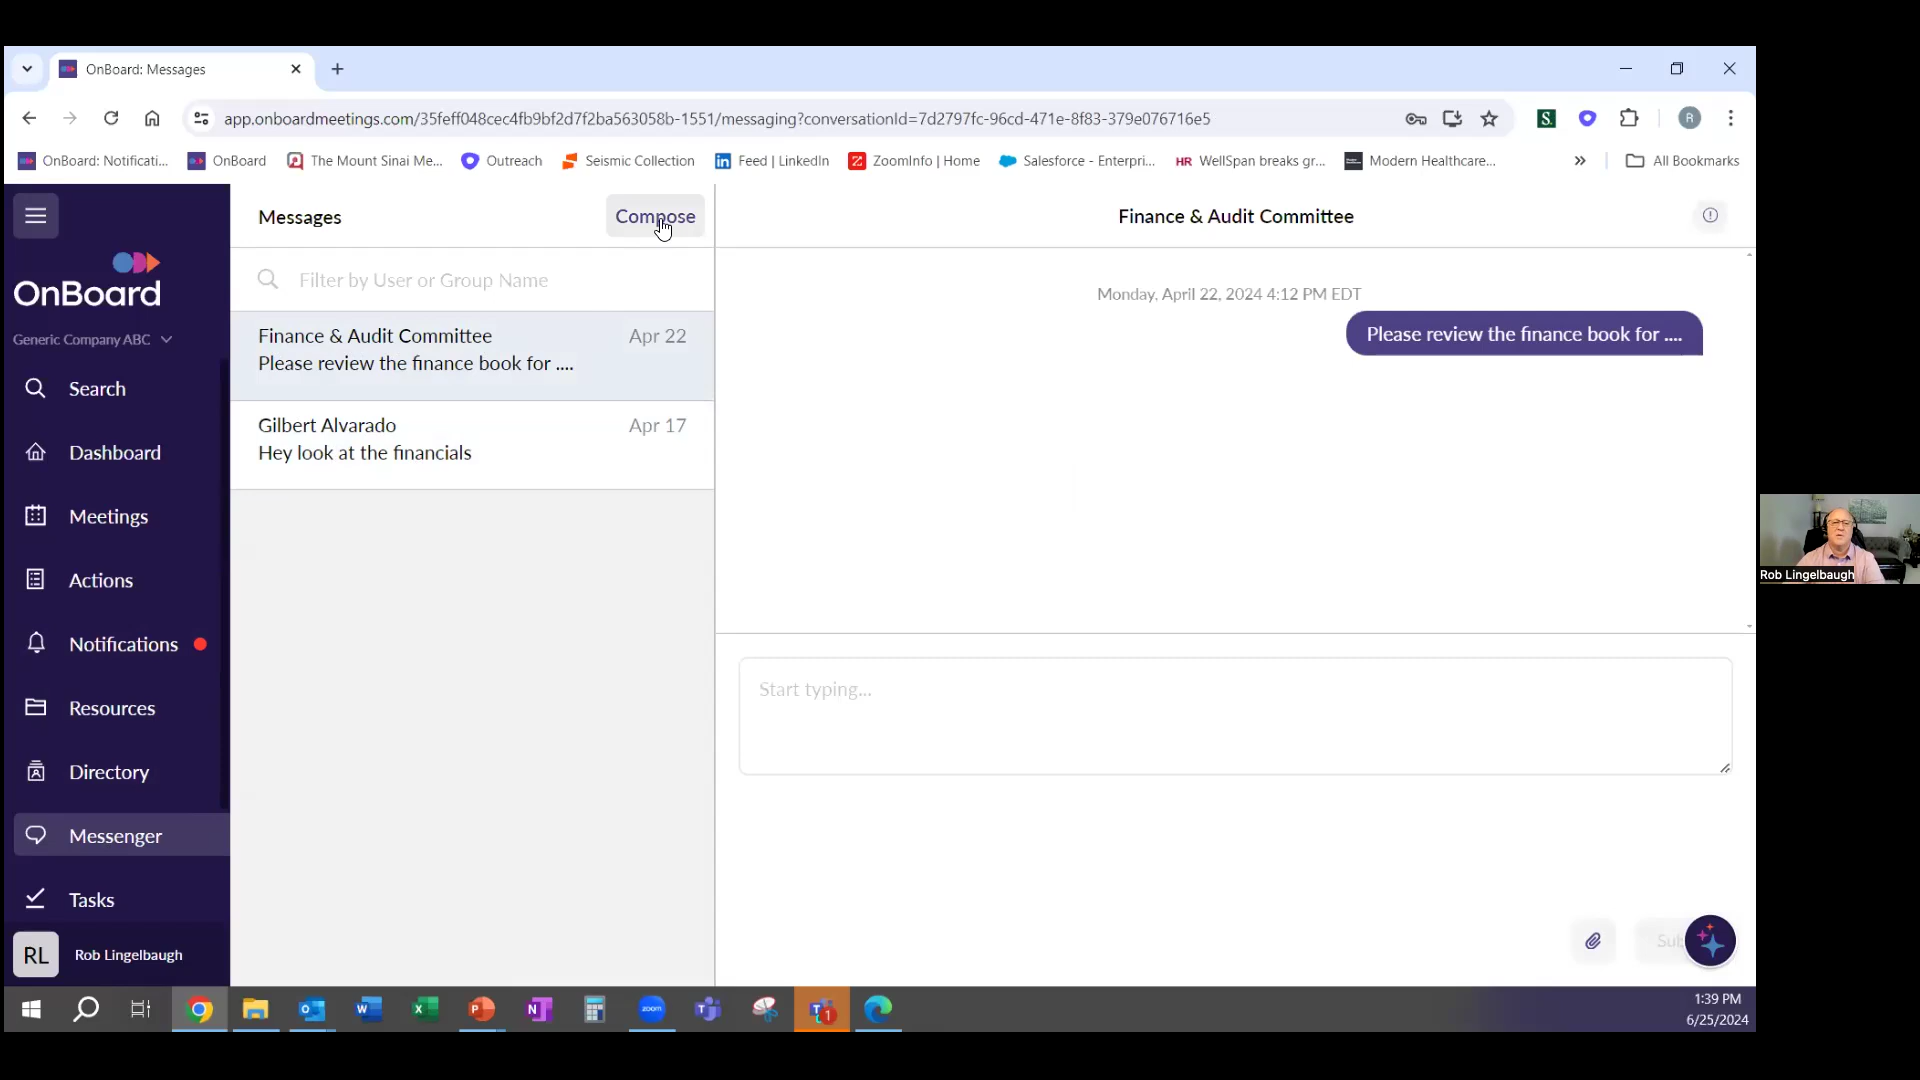 OnBoard: Messages
app.onboardmeetings.com/35feff048cec4fb9bf2d7f2ba563058b-1551/messaging?conversationId=7d2797fc-96cd-471e-8f83-379e076716e5
R
OnBoard: Notificati... OnBoard The Mount Sinai Me... Outreach Seismic Collection Feed | LinkedIn ZoomInfo | Home Salesforce - Enterpri... WellSpan breaks gr... Modern Healthcare... All Bookmarks
OnBoard
Generic Company ABC
Search
Dashboard
Meetings
Actions
Notifications
Resources
Directory
Messenger
Tasks
RL Rob Lingelbaugh
Messages
Compose
Filter by User or Group Name
Finance & Audit Committee Apr 22
Please review the finance book for ....
Gilbert Alvarado Apr 17
Hey look at the financials
Finance & Audit Committee
Monday, April 22, 2024 4:12 PM EDT
Please review the finance book for ....
Start typing...
Sub
Rob Lingelbaugh
zoom
1:39 PM
6/25/2024